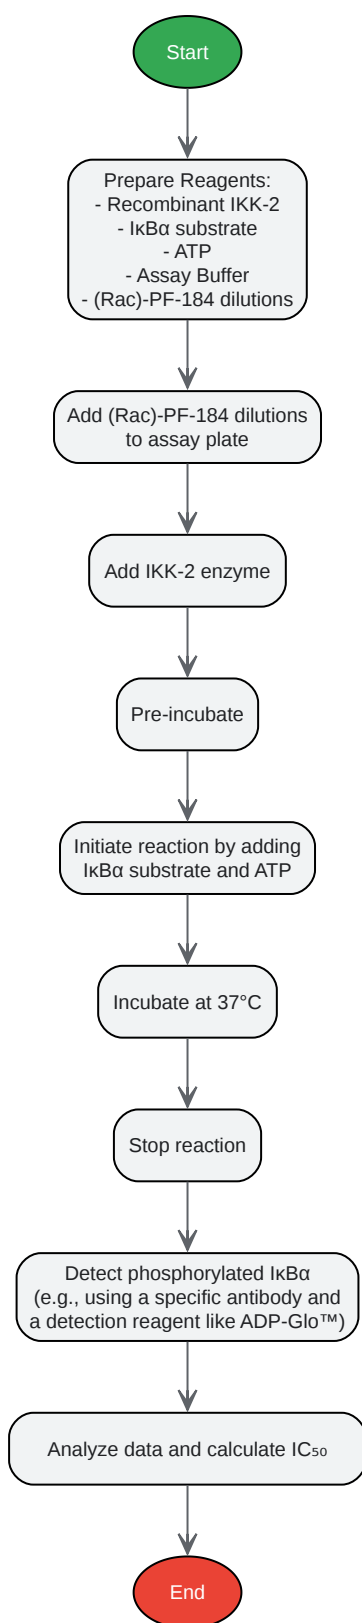 Start
Prepare Reagents:
- Recombinant IKK-2
- IκBα substrate
- ATP
- Assay Buffer
- (Rac)-PF-184 dilutions
Add (Rac)-PF-184 dilutions
to assay plate
Add IKK-2 enzyme
Pre-incubate
Initiate reaction by adding
IκBα substrate and ATP
Incubate at 37°C
Stop reaction
Detect phosphorylated IκBα
(e.g., using a specific antibody and
a detection reagent like ADP-Glo™)
Analyze data and calculate IC₅₀
End